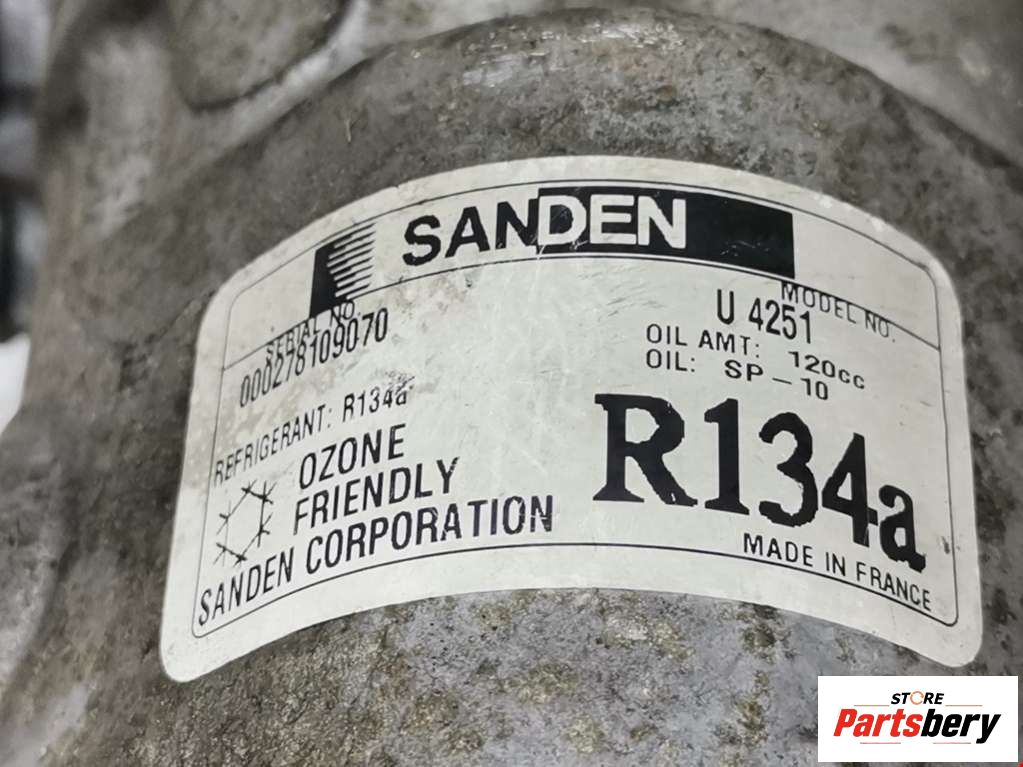 SANDEN
SERIAL NO.
000278109070
MODEL NO.
U 4251
OIL AMT: 120cc
OIL: SP-10
REFRIGERANT: R134a
OZONE
FRIENDLY
SANDEN CORPORATION
R134a
MADE IN FRANCE
STORE
Partsbery